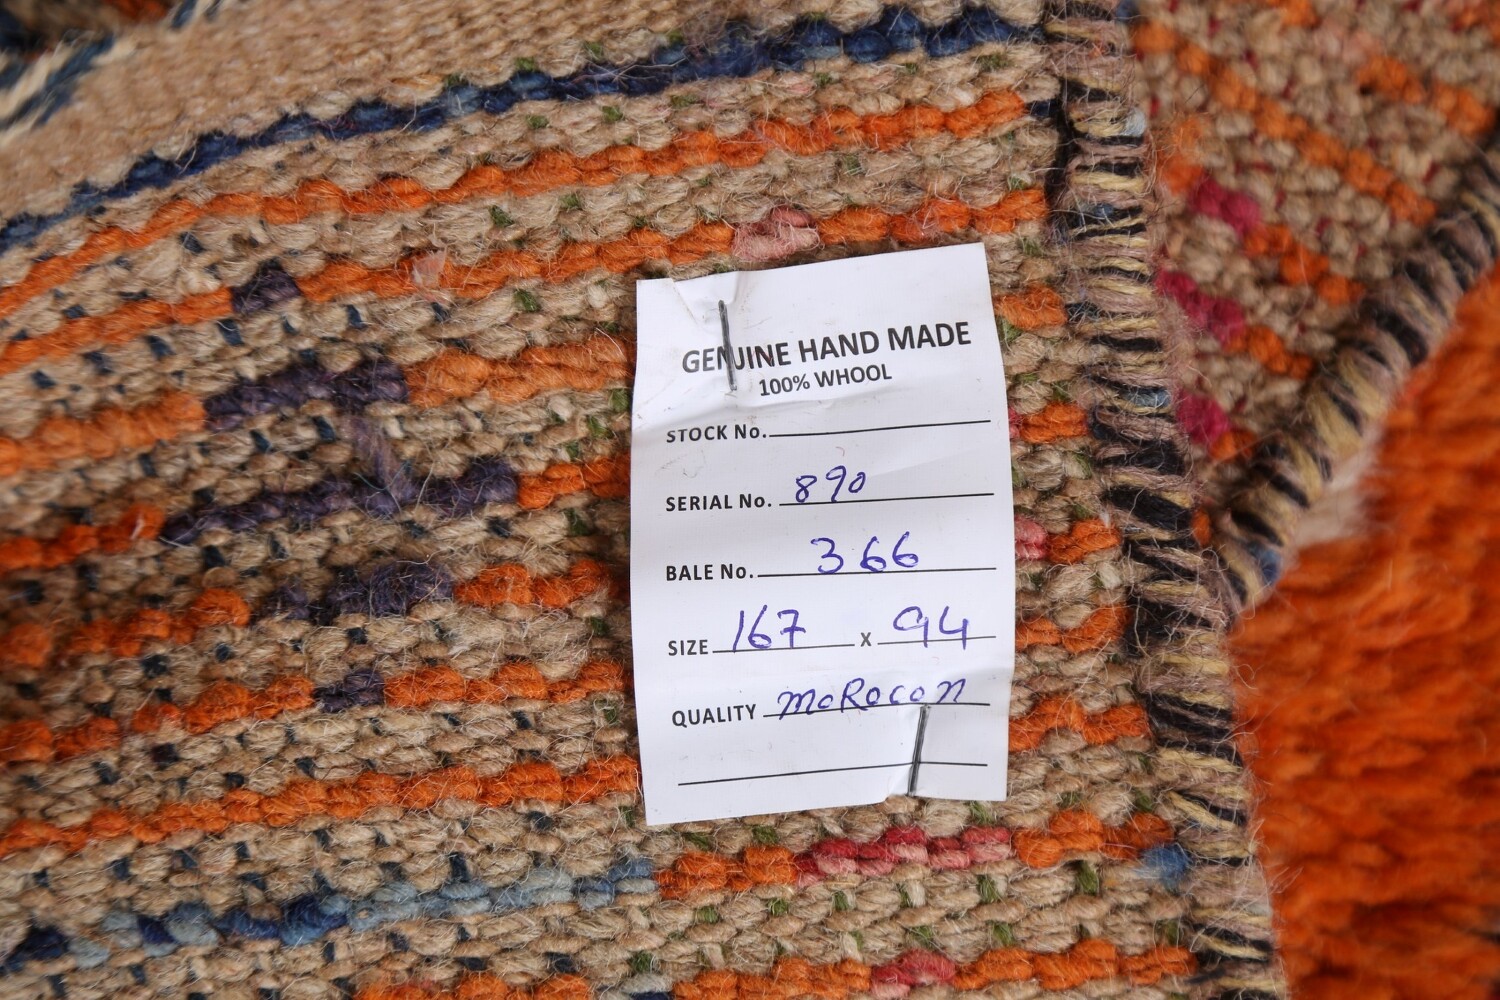 GENUINE HAND MADE
100% WHOOL
STOCK No.
SERIAL No. 890
BALE No. 366
SIZE 167 x 94
QUALITY moRocon